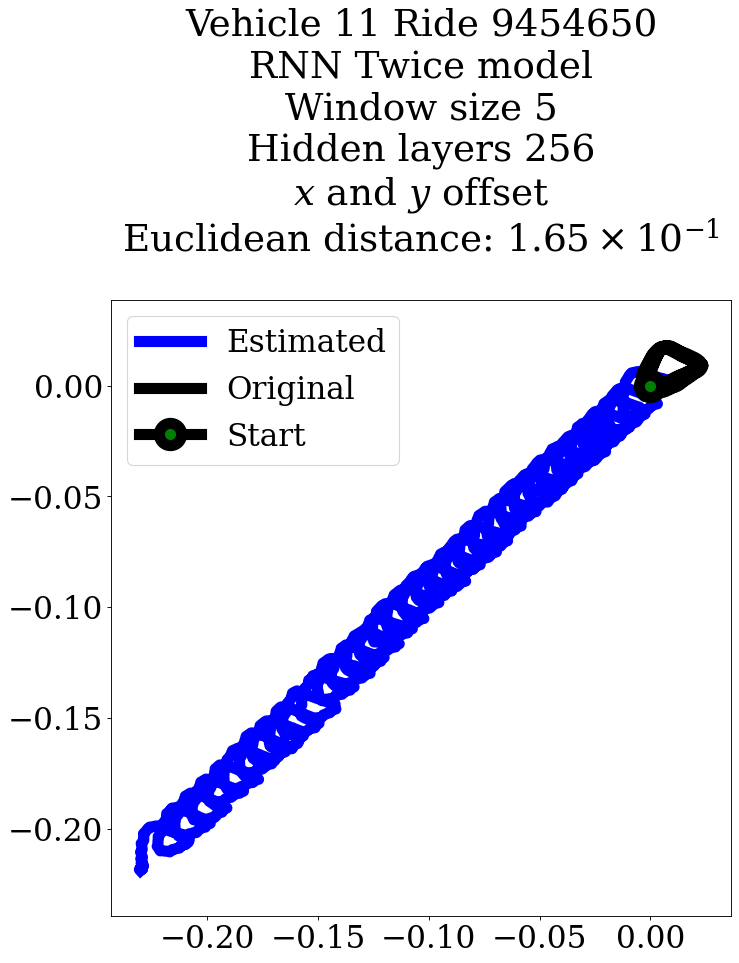 Vehicle 11 Ride 9454650
RNN Twice model
Window size 5
Hidden layers 256
x and y offset
Euclidean distance: 1.65 × 10⁻¹
Estimated
Original
Start
0.00
−0.05
−0.10
−0.15
−0.20
−0.20 −0.15 −0.10 −0.05 0.00